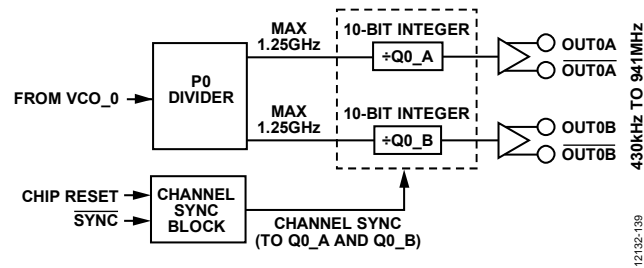 MAX
1.25GHz
10-BIT INTEGER
÷Q0_A
OUT0A
OUT0A
P0
DIVIDER
FROM VCO_0
MAX
1.25GHz
10-BIT INTEGER
÷Q0_B
OUT0B
OUT0B
430kHz TO 941MHz
CHIP RESET
SYNC
CHANNEL
SYNC
BLOCK
CHANNEL SYNC
(TO Q0_A AND Q0_B)
12132-139